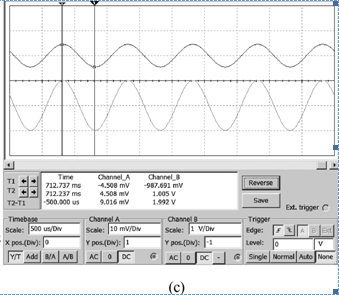 2 1
Time Channel_A Channel_B
T1 712.737 ms -4.508 mV -987.691 mV
T2 712.237 ms 4.508 mV 1.005 V
T2-T1 -500.000 us 9.016 mV 1.992 V
Reverse
Save
Ext. trigger
Timebase Channel A Channel B Trigger
Scale: 500 us/Div Scale: 10 mV/Div Scale: 1 V/Div Edge: A B Ext
X pos.(Div): 0 Y pos.(Div): 1 Y pos.(Div): -1 Level: 0 V
Y/T Add B/A A/B AC 0 DC AC 0 DC - Single Normal Auto None
(c)